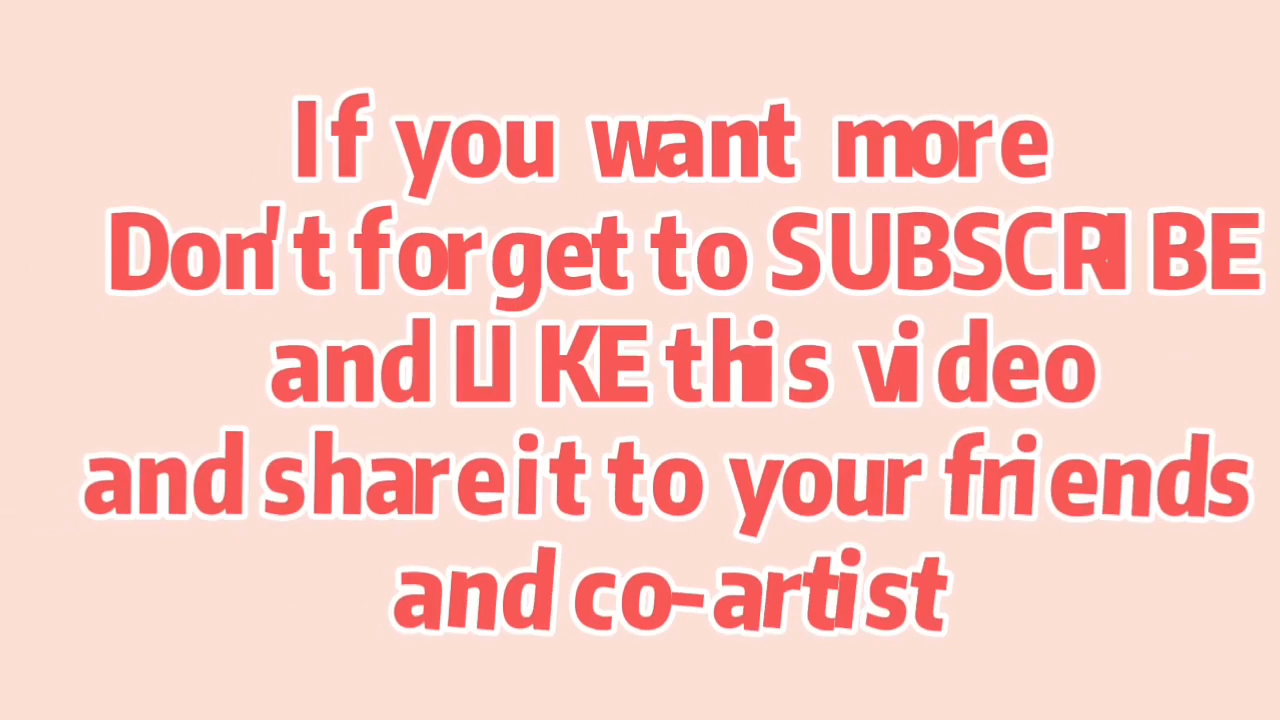 If you want more
Don't forget to SUBSCRIBE
and LIKE this video
and share it to your friends
and co-artist